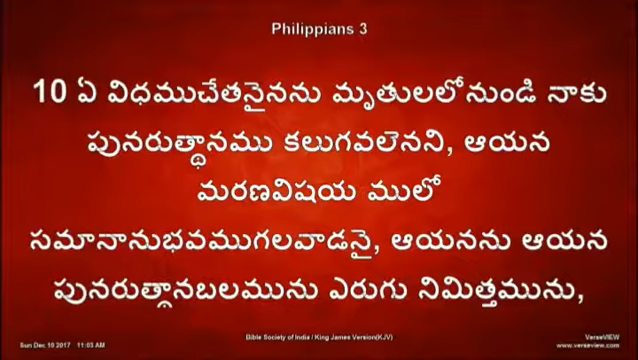 Philippians 3
10 ఏ విధముచేతనైనను మృతులలోనుండి నాకు
పునరుత్థానము కలుగవలెనని, ఆయన
మరణవిషయ ములో
సమానానుభవముగలవాడనై, ఆయనను ఆయన
పునరుత్థానబలమును ఎరుగు నిమిత్తమును,
Bible Society of India / King James Version(KJV)
VerseVIEW
Sun Dec 10 2017 11:03 AM
www.verseview.com